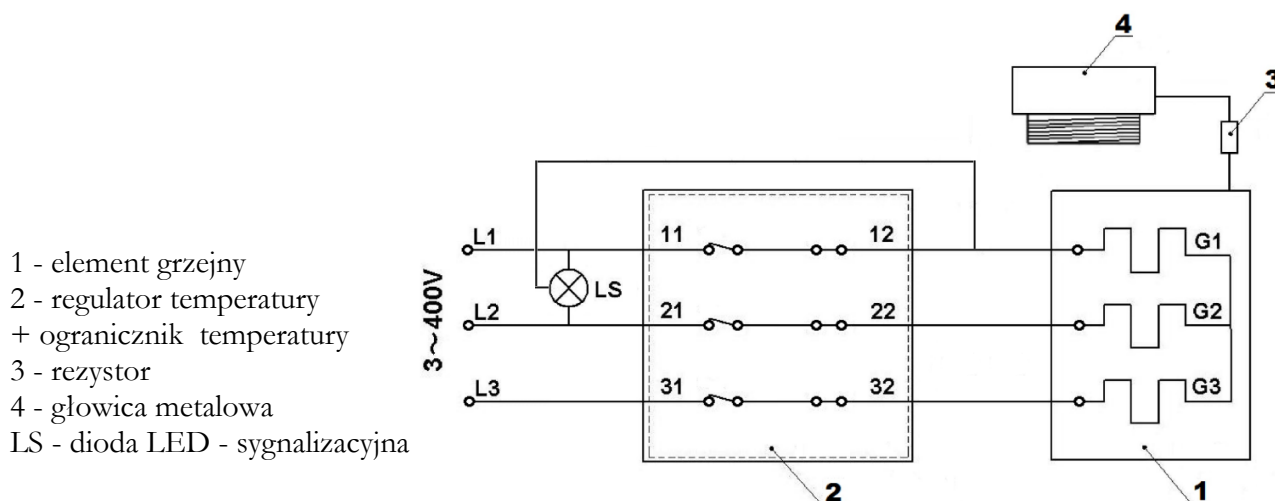 4
3
L1
11
12
G1
1 - element grzejny
2 - regulator temperatury
+ ogranicznik temperatury
3 - rezystor
4 - głowica metalowa
LS - dioda LED - sygnalizacyjna
3~400V
LS
L2
21
22
G2
L3
31
32
G3
2
1